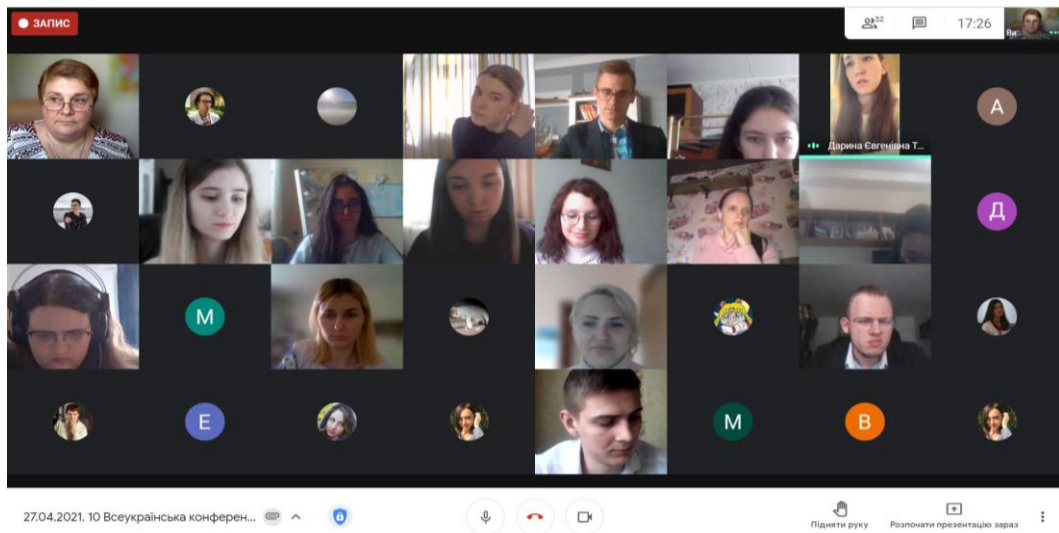 ЗАПИС
32
17:26
Ви
Дарина Євгенівна Т...
А
Д
М
Е
М
В
27.04.2021. 10 Всеукраїнська конферен...
Підняти руку
Розпочати презентацію зараз